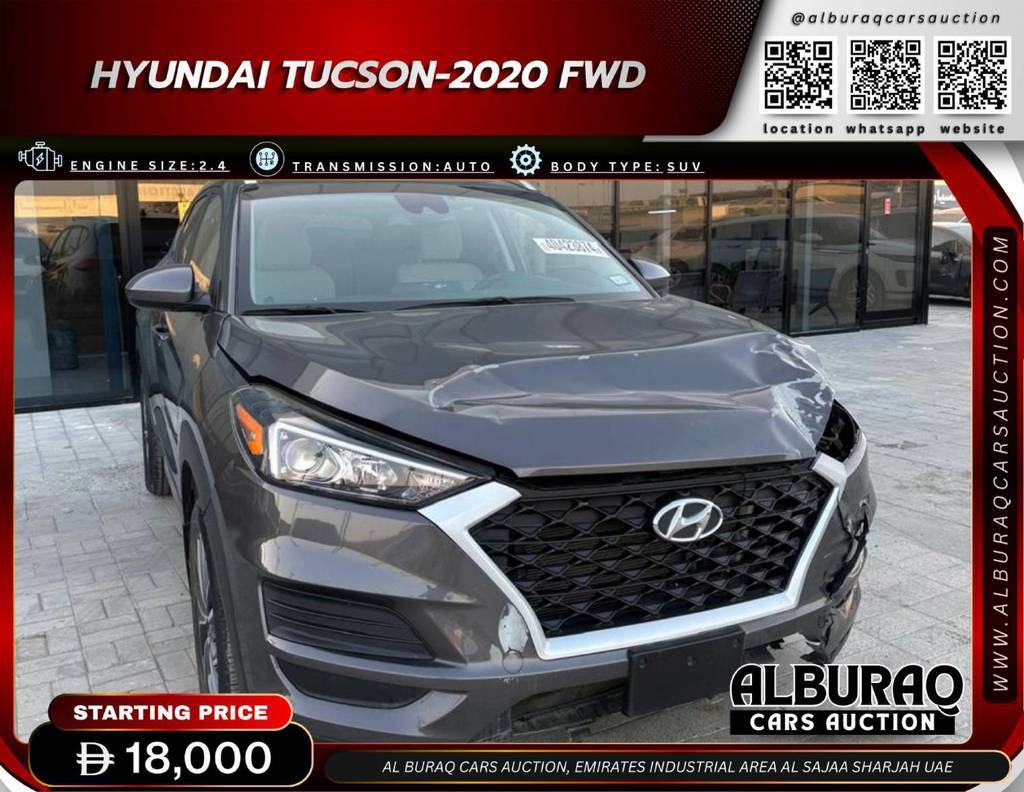 @alburaqcarsauction
HYUNDAI TUCSON-2020 FWD
location whatsapp website
ENGINE SIZE:2.4 TRANSMISSION:AUTO BODY TYPE: SUV
WWW.ALBURAQCARSAUCTION.COM
ALBURAQ
CARS AUCTION
STARTING PRICE
18,000
AL BURAQ CARS AUCTION, EMIRATES INDUSTRIAL AREA AL SAJAA SHARJAH UAE